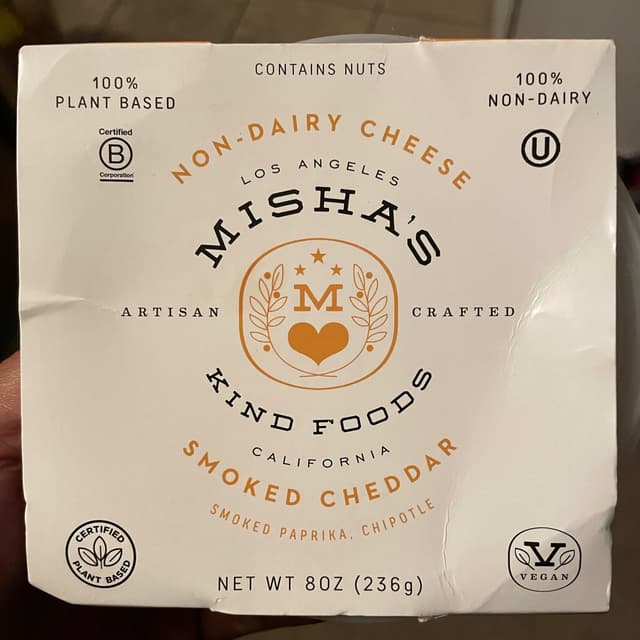 CONTAINS NUTS
100%
PLANT BASED
100%
NON-DAIRY
Certified
B
Corporation
U
NON-DAIRY CHEESE
LOS ANGELES
MISHA'S
M
ARTISAN
CRAFTED
KIND FOODS
CALIFORNIA
SMOKED CHEDDAR
SMOKED PAPRIKA, CHIPOTLE
CERTIFIED
PLANT BASED
V
VEGAN
NET WT 8OZ (236g)